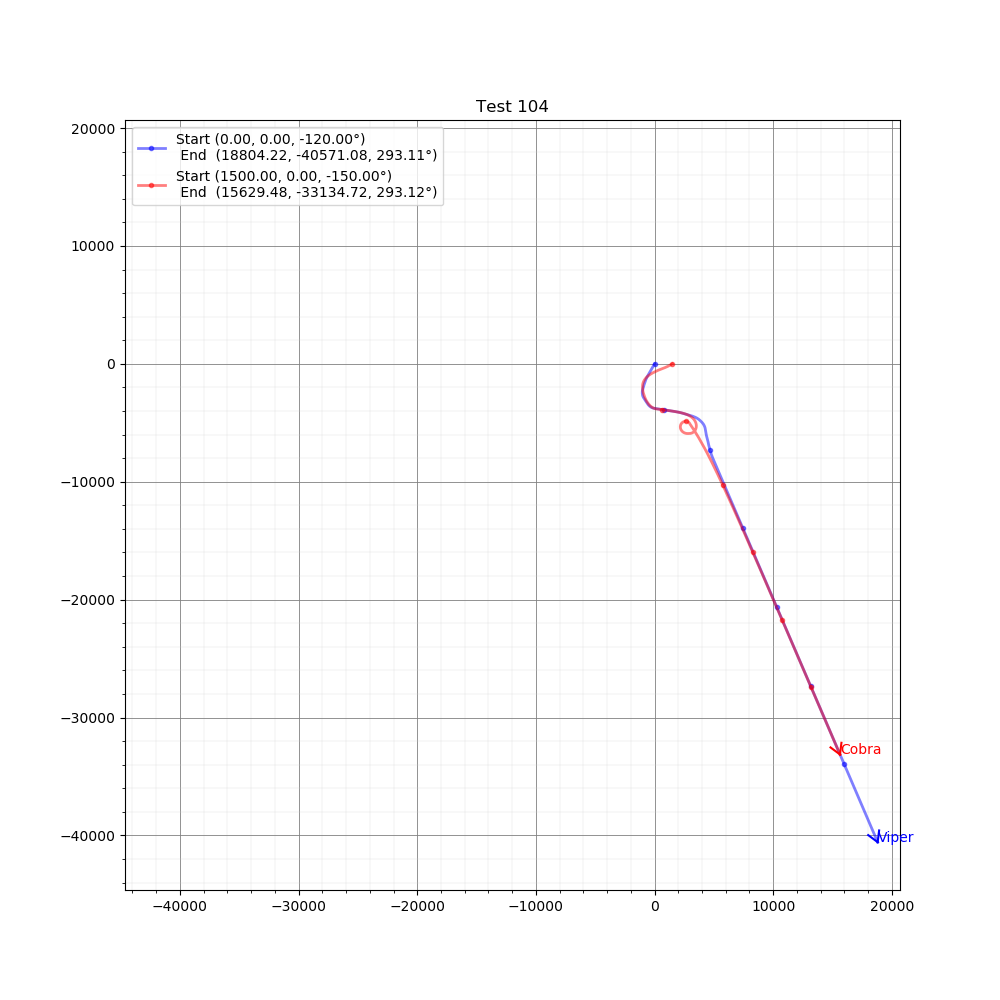 Test 104
Start (0.00, 0.00, -120.00°)
End  (18804.22, -40571.08, 293.11°)
Start (1500.00, 0.00, -150.00°)
End  (15629.48, -33134.72, 293.12°)
20000
10000
0
−10000
−20000
−30000
−40000
Cobra
Viper
−40000 −30000 −20000 −10000 0 10000 20000